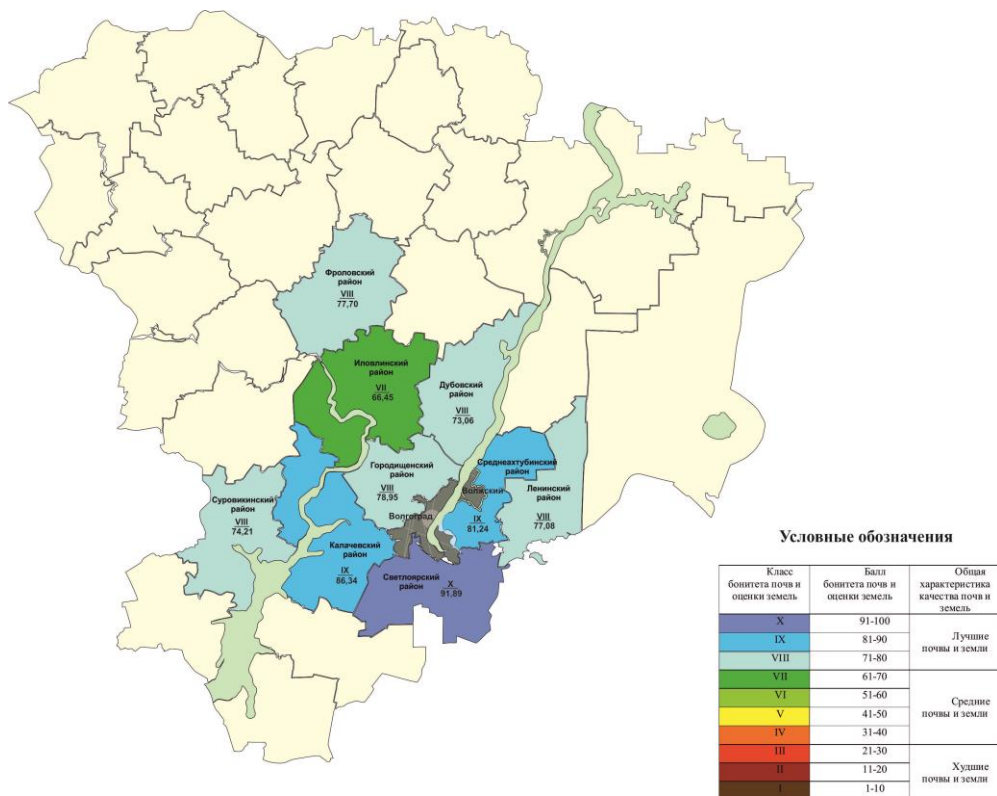 Фроловский
район
VIII
77,70
Иловлинский
район
VII
66,45
Дубовский
район
VIII
73,06
Городищенский
район
VIII
78,95
Среднеахтубинский
район
IX
81,24
Волжский
Ленинский
район
VIII
77,08
Волгоград
Суровикинский
район
VIII
74,21
Калачевский
район
IX
86,34
Светлоярский
район
X
91,89
Условные обозначения
Класс
бонитета почв и
оценки земель
Балл
бонитета почв и
оценки земель
Общая
характеристика
качества почв и
земель
X 91-100
IX 81-90
VIII 71-80
Лучшие
почвы и земли
VII 61-70
VI 51-60
V 41-50
IV 31-40
Средние
почвы и земли
III 21-30
II 11-20
I 1-10
Худшие
почвы и земли